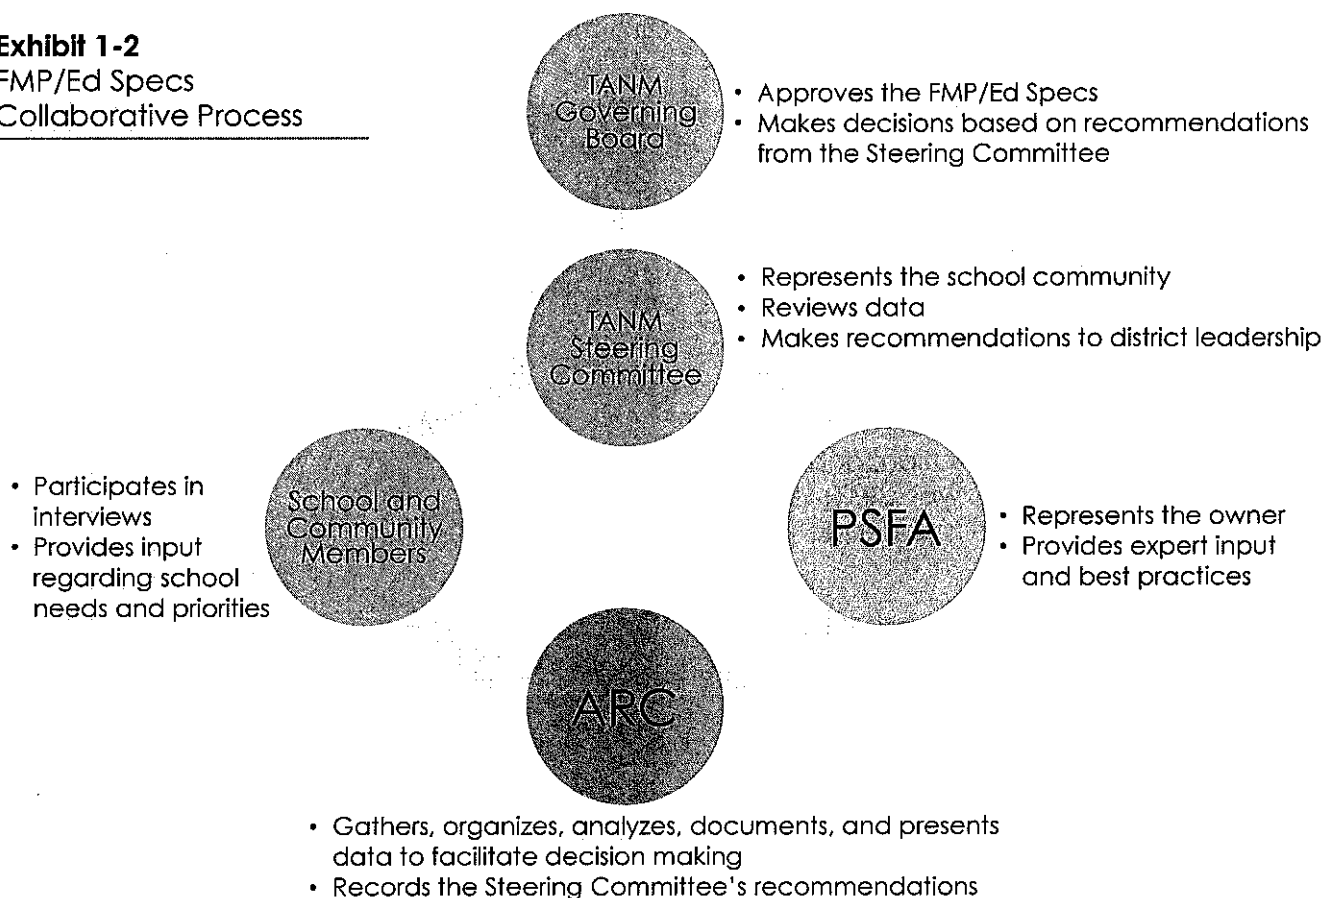 Exhibit 1-2
FMP/Ed Specs
Collaborative Process
TANM
Governing
Board
• Approves the FMP/Ed Specs
• Makes decisions based on recommendations
from the Steering Committee
TANM
Steering
Committee
• Represents the school community
• Reviews data
• Makes recommendations to district leadership
• Participates in
interviews
• Provides input
regarding school
needs and priorities
School and
Community
Members
PSFA
• Represents the owner
• Provides expert input
and best practices
ARC
• Gathers, organizes, analyzes, documents, and presents
data to facilitate decision making
• Records the Steering Committee's recommendations